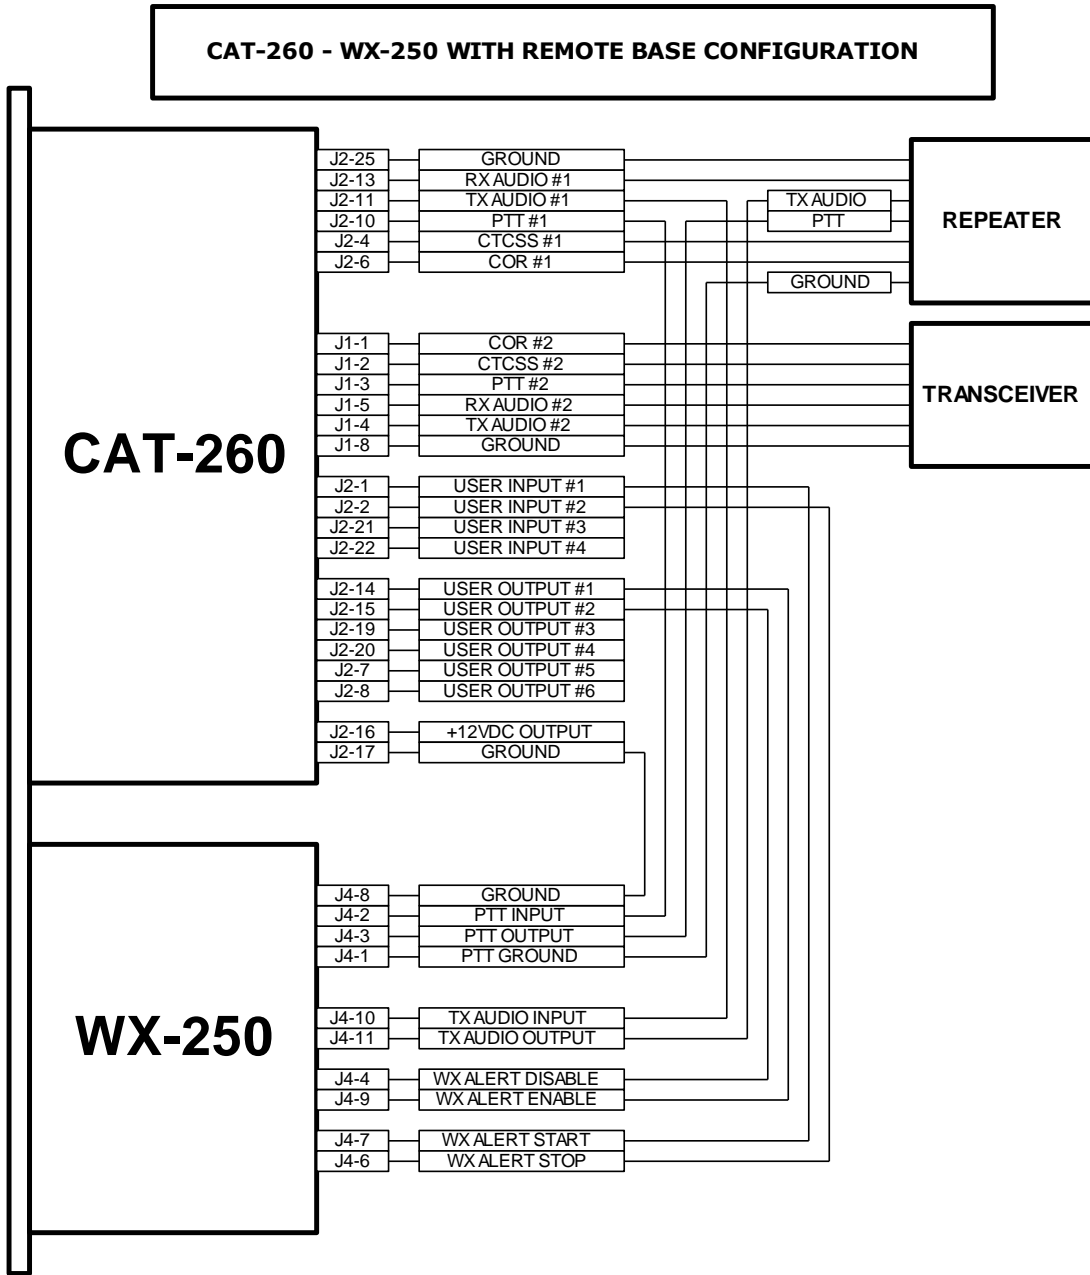 CAT-260 - WX-250 WITH REMOTE BASE CONFIGURATION
J2-25 GROUND
J2-13 RX AUDIO #1
J2-11 TX AUDIO #1 TX AUDIO
J2-10 PTT #1 PTT REPEATER
J2-4 CTCSS #1
J2-6 COR #1
GROUND
J1-1 COR #2
J1-2 CTCSS #2
J1-3 PTT #2 TRANSCEIVER
J1-5 RX AUDIO #2
J1-4 TX AUDIO #2
J1-8 GROUND
CAT-260
J2-1 USER INPUT #1
J2-2 USER INPUT #2
J2-21 USER INPUT #3
J2-22 USER INPUT #4
J2-14 USER OUTPUT #1
J2-15 USER OUTPUT #2
J2-19 USER OUTPUT #3
J2-20 USER OUTPUT #4
J2-7 USER OUTPUT #5
J2-8 USER OUTPUT #6
J2-16 +12VDC OUTPUT
J2-17 GROUND
J4-8 GROUND
J4-2 PTT INPUT
J4-3 PTT OUTPUT
J4-1 PTT GROUND
WX-250
J4-10 TX AUDIO INPUT
J4-11 TX AUDIO OUTPUT
J4-4 WX ALERT DISABLE
J4-9 WX ALERT ENABLE
J4-7 WX ALERT START
J4-6 WX ALERT STOP